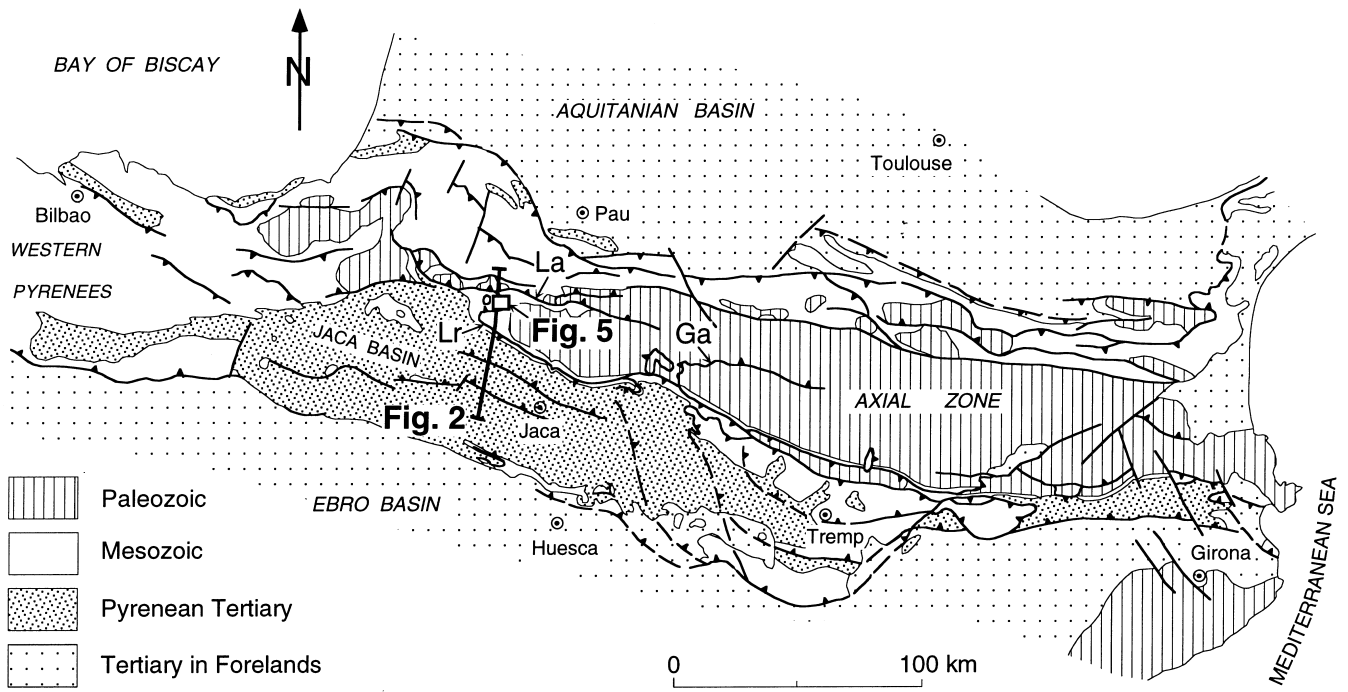 BAY OF BISCAY
N
AQUITANIAN BASIN
Toulouse
Bilbao
Pau
WESTERN
PYRENEES
La
Lr
Fig. 5
Ga
JACA BASIN
AXIAL ZONE
Fig. 2
Jaca
EBRO BASIN
Huesca
Tremp
Girona
MEDITERRANEAN SEA
Paleozoic
Mesozoic
Pyrenean Tertiary
Tertiary in Forelands
0
100 km